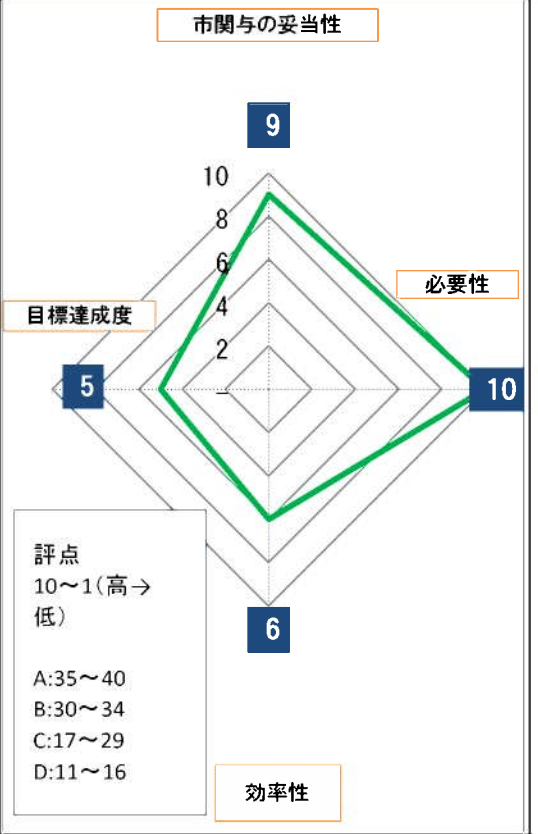 市関与の妥当性
9
10
8
6
4
2
–
必要性
目標達成度
5
10
6
評点
10～1（高→
低）
A:35～40
B:30～34
C:17～29
D:11～16
効率性